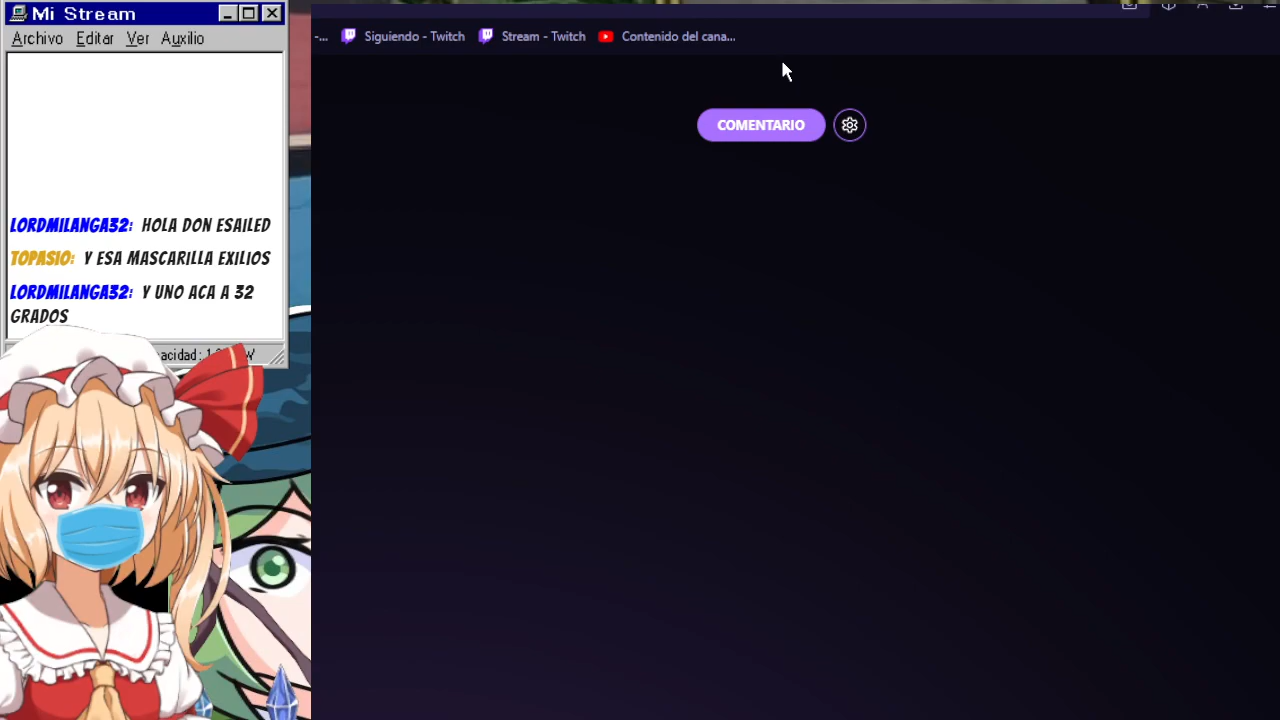 Mi Stream
Archivo Editar Ver Auxilio
LORDMILANGA32: HOLA DON ESAILED
TOPASIO: Y ESA MASCARILLA EXILIOS
LORDMILANGA32: Y UNO ACA A 32
GRADOS
-... Siguiendo - Twitch Stream - Twitch Contenido del cana...
COMENTARIO